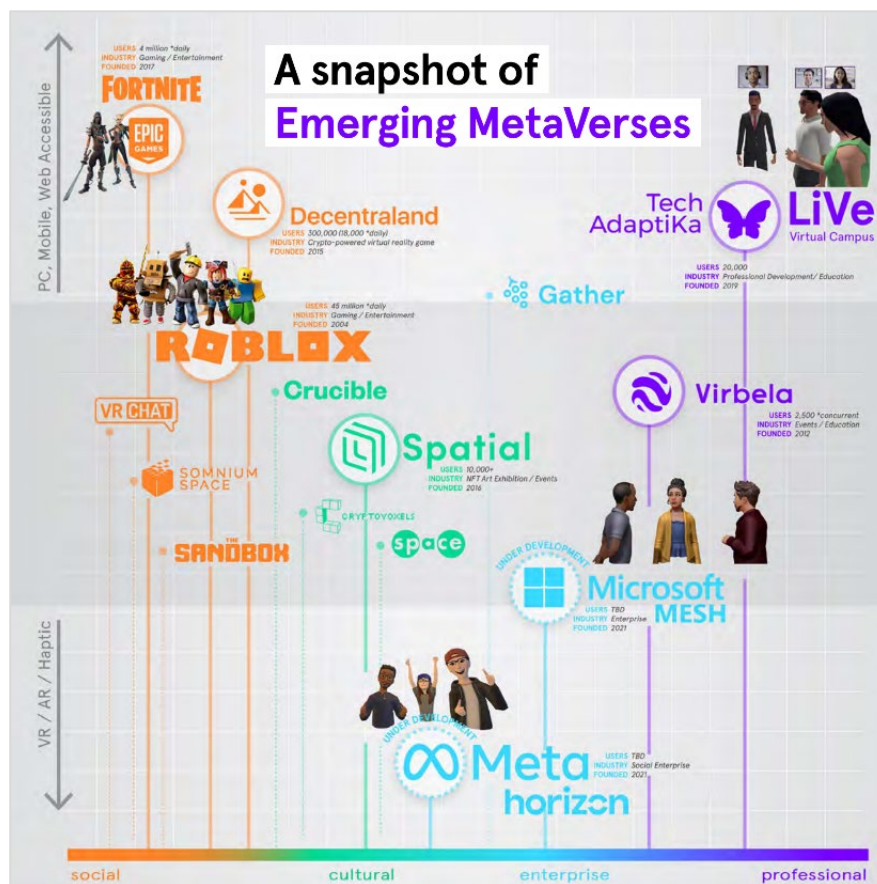 PC, Mobile, Web Accessible
USERS 4 million *daily
INDUSTRY Gaming / Entertainment
FOUNDED 2017
FORTNITE
EPIC
GAMES
A snapshot of
Emerging MetaVerses
Decentraland
USERS 300,000 (18,000 *daily)
INDUSTRY Crypto-powered virtual reality game
FOUNDED 2015
Tech
AdaptiKa
LiVe
Virtual Campus
USERS 20,000
INDUSTRY Professional Development/ Education
FOUNDED 2019
Gather
USERS 45 million *daily
INDUSTRY Gaming / Entertainment
FOUNDED 2004
ROBLOX
Crucible
VR CHAT
Virbela
USERS 2,500 *concurrent
INDUSTRY Events / Education
FOUNDED 2012
Spatial
USERS 10,000+
INDUSTRY NFT Art Exhibition / Events
FOUNDED 2016
SOMNIUM
SPACE
CRYPTOVOXELS
THE
SANDBOX
space
UNDER DEVELOPMENT
Microsoft
MESH
USERS TBD
INDUSTRY Enterprise
FOUNDED 2021
VR / AR / Haptic
UNDER DEVELOPMENT
Meta
horizon
USERS TBD
INDUSTRY Social Enterprise
FOUNDED 2021
social
cultural
enterprise
professional